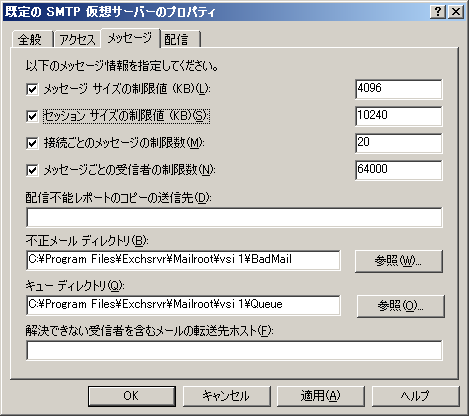 既定の SMTP 仮想サーバーのプロパティ
全般 アクセス メッセージ 配信
以下のメッセージ情報を指定してください。
メッセージ サイズの制限値 (KB)(L): 4096
セッション サイズの制限値 (KB)(S): 10240
接続ごとのメッセージの制限数(M): 20
メッセージごとの受信者の制限数(N): 64000
配信不能レポートのコピーの送信先(D):
不正メール ディレクトリ(B):
C:¥Program Files¥Exchsrvr¥Mailroot¥vsi 1¥BadMail 参照(W)...
キュー ディレクトリ(Q):
C:¥Program Files¥Exchsrvr¥Mailroot¥vsi 1¥Queue 参照(O)...
解決できない受信者を含むメールの転送先ホスト(F):
OK キャンセル 適用(A) ヘルプ